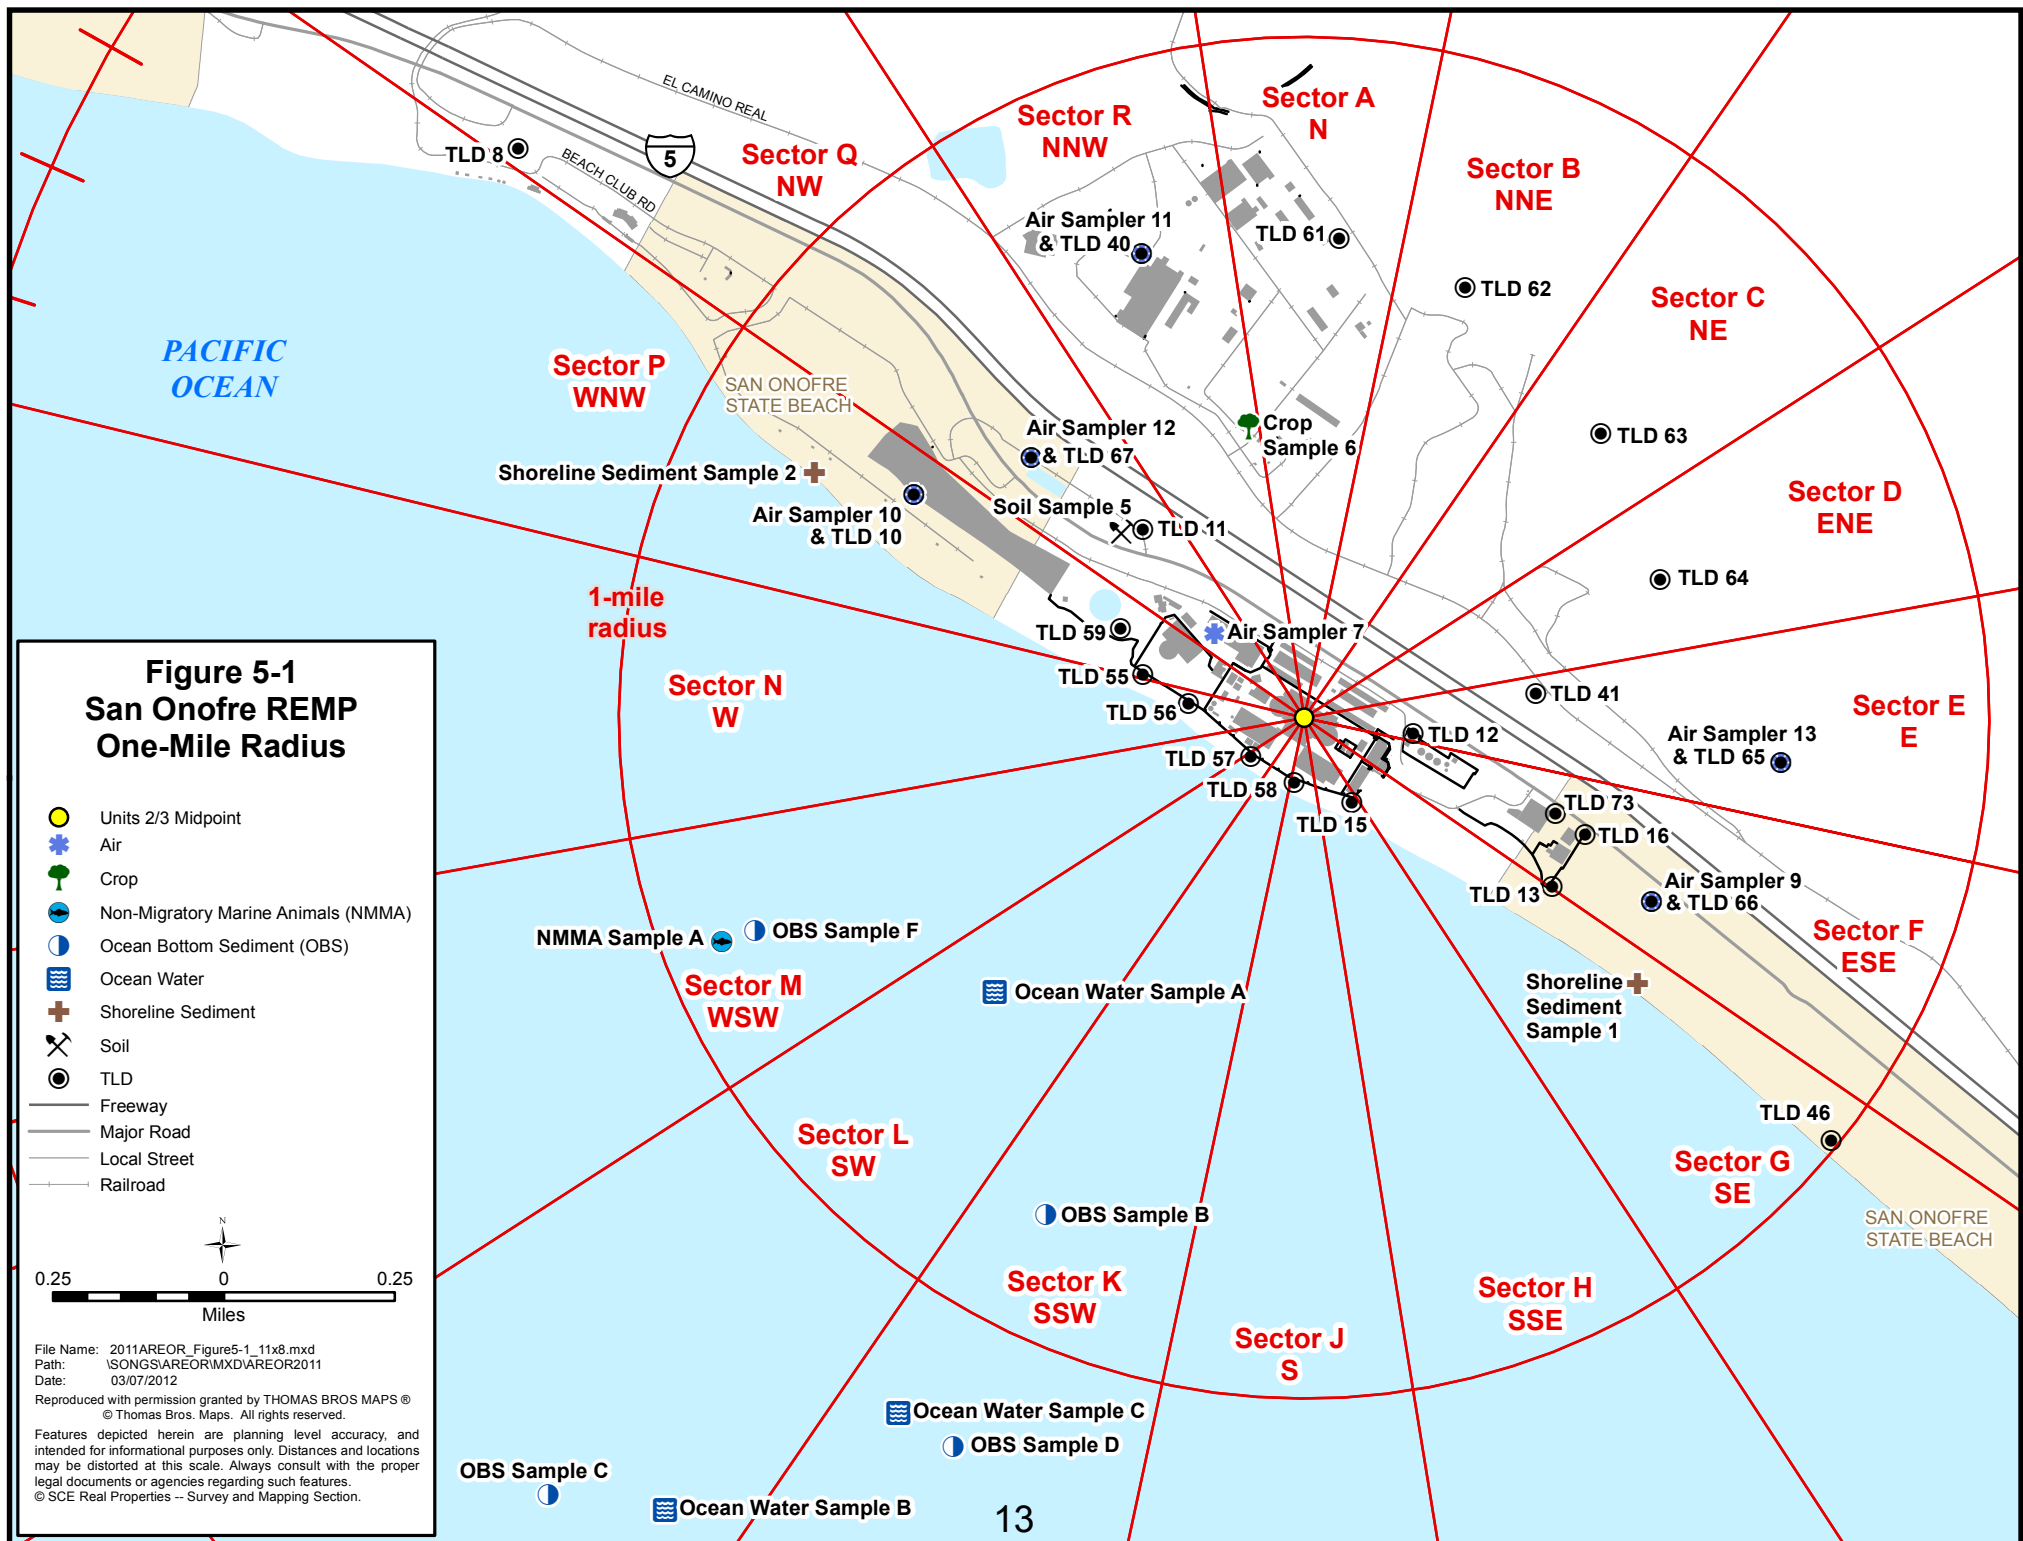 EL CAMINO REAL
Sector A
N
Sector R
NNW
5
Sector Q
NW
TLD 8
BEACH CLUB RD
Sector B
NNE
Air Sampler 11
& TLD 40
TLD 61
TLD 62
Sector C
NE
PACIFIC
OCEAN
Sector P
WNW
SAN ONOFRE
STATE BEACH
Air Sampler 12
& TLD 67
Crop
Sample 6
TLD 63
Shoreline Sediment Sample 2
Air Sampler 10
& TLD 10
Soil Sample 5
TLD 11
Sector D
ENE
TLD 64
1-mile
radius
TLD 59
Air Sampler 7
TLD 55
TLD 56
Sector N
W
TLD 41
Sector E
E
TLD 12
Air Sampler 13
& TLD 65
TLD 57
TLD 58
TLD 15
TLD 73
TLD 16
TLD 13
Air Sampler 9
& TLD 66
Sector F
ESE
NMMA Sample A
OBS Sample F
Sector M
WSW
Ocean Water Sample A
Shoreline
Sediment
Sample 1
TLD 46
Sector L
SW
Sector G
SE
OBS Sample B
SAN ONOFRE
STATE BEACH
Sector K
SSW
Sector H
SSE
Sector J
S
Ocean Water Sample C
OBS Sample D
OBS Sample C
Ocean Water Sample B
13
Figure 5-1
San Onofre REMP
One-Mile Radius
Units 2/3 Midpoint
Air
Crop
Non-Migratory Marine Animals (NMMA)
Ocean Bottom Sediment (OBS)
Ocean Water
Shoreline Sediment
Soil
TLD
Freeway
Major Road
Local Street
Railroad
N
0.25 0 0.25
Miles
File Name: 2011AREOR_Figure5-1_11x8.mxd
Path: \SONGS\AREOR\MXD\AREOR2011
Date: 03/07/2012
Reproduced with permission granted by THOMAS BROS MAPS ®
© Thomas Bros. Maps. All rights reserved.
Features depicted herein are planning level accuracy, and
intended for informational purposes only. Distances and locations
may be distorted at this scale. Always consult with the proper
legal documents or agencies regarding such features.
© SCE Real Properties -- Survey and Mapping Section.